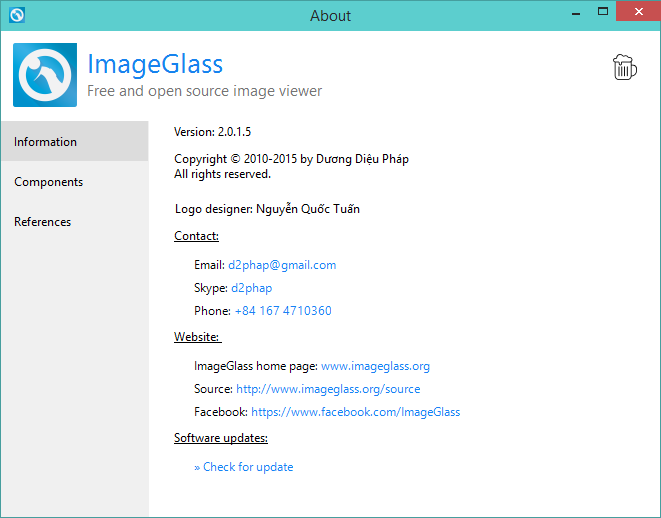 About
ImageGlass
Free and open source image viewer
Information
Components
References
Version: 2.0.1.5
Copyright © 2010-2015 by Dương Diệu Pháp
All rights reserved.
Logo designer: Nguyễn Quốc Tuấn
Contact:
Email: d2phap@gmail.com
Skype: d2phap
Phone: +84 167 4710360
Website:
ImageGlass home page: www.imageglass.org
Source: http://www.imageglass.org/source
Facebook: https://www.facebook.com/ImageGlass
Software updates:
» Check for update